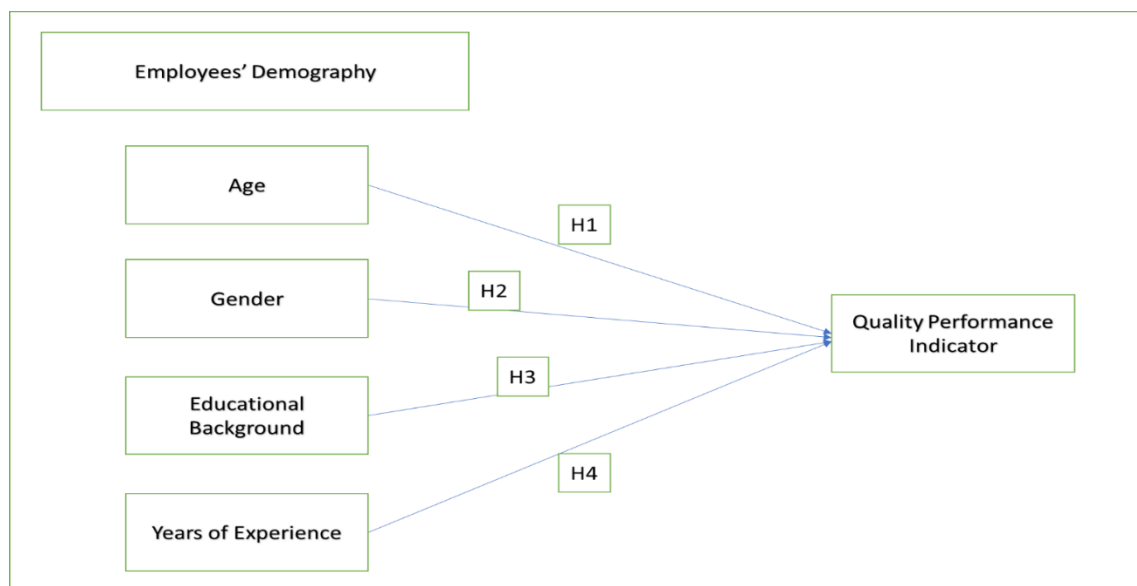 Employees’ Demography
Age
H1
Gender
H2
Quality Performance
Indicator
H3
Educational
Background
H4
Years of Experience